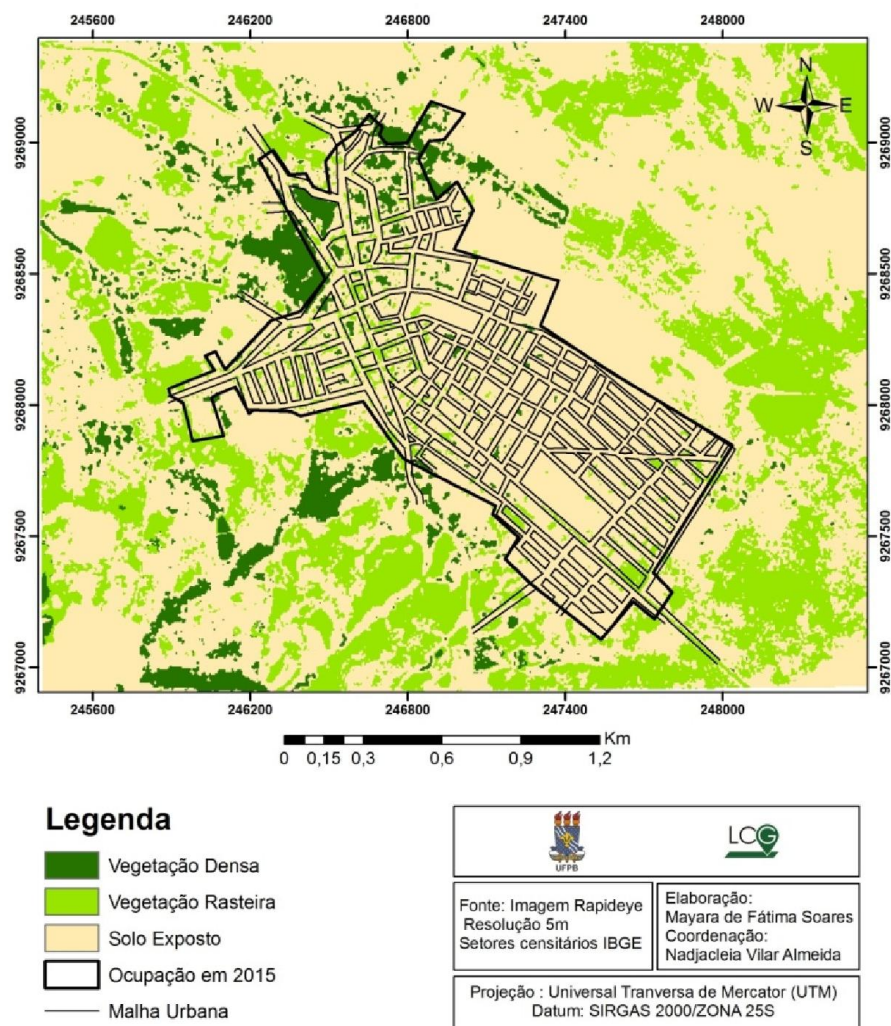 245600 246200 246800 247400 248000
N
W E
S
9269000 9269000
9268500 9268500
9268000 9268000
9267500 9267500
9267000 9267000
245600 246200 246800 247400 248000
Km
0 0,15 0,3 0,6 0,9 1,2
Legenda
Vegetação Densa
Vegetação Rasteira
Solo Exposto
Ocupação em 2015
Malha Urbana
UFPB
LCG
Fonte: Imagem Rapideye
Resolução 5m
Setores censitários IBGE
Elaboração:
Mayara de Fátima Soares
Coordenação:
Nadjacleia Vilar Almeida
Projeção : Universal Tranversa de Mercator (UTM)
Datum: SIRGAS 2000/ZONA 25S